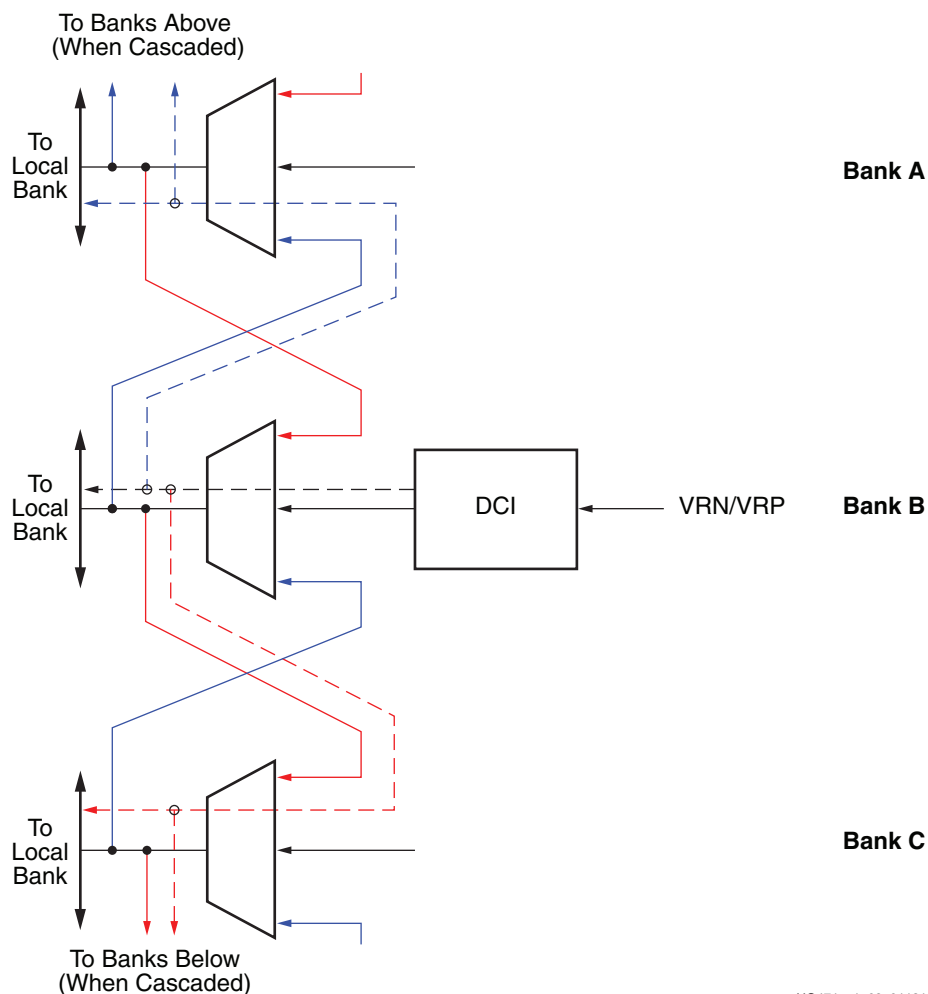 To Banks Above
(When Cascaded)
To
Local
Bank
Bank A
To
Local
Bank
DCI
VRN/VRP
Bank B
To
Local
Bank
Bank C
To Banks Below
(When Cascaded)